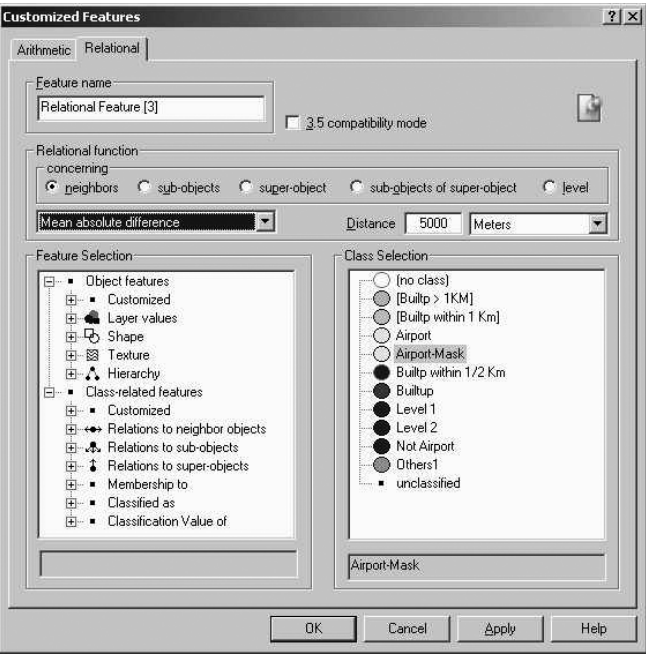 Customized Features
Arithmetic Relational
Feature name
Relational Feature [3]
3.5 compatibility mode
Relational function
concerning
neighbors sub-objects super-object sub-objects of super-object level
Mean absolute difference Distance 5000 Meters
Feature Selection
Object features
Customized
Layer values
Shape
Texture
Hierarchy
Class-related features
Customized
Relations to neighbor objects
Relations to sub-objects
Relations to super-objects
Membership to
Classified as
Classification Value of
Class Selection
(no class)
[Builtp > 1KM]
[Builtp within 1 Km]
Airport
Airport-Mask
Builtp within 1/2 Km
Builtup
Level 1
Level 2
Not Airport
Others1
unclassified
Airport-Mask
OK Cancel Apply Help